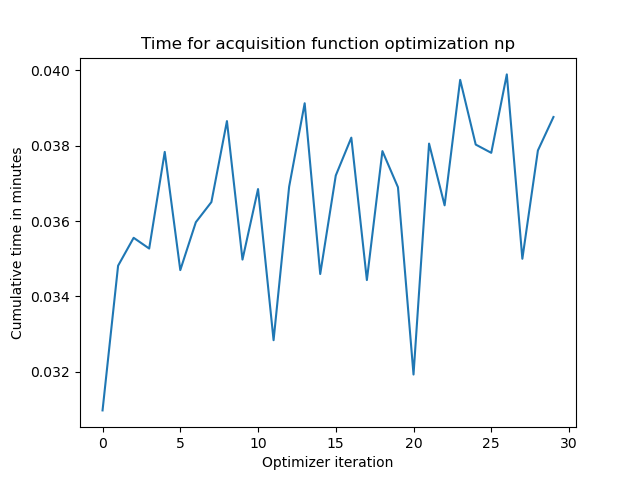 Time for acquisition function optimization np
Cumulative time in minutes
0.040
0.038
0.036
0.034
0.032
0 5 10 15 20 25 30
Optimizer iteration